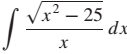 ∫ √(x² − 25) / x dx